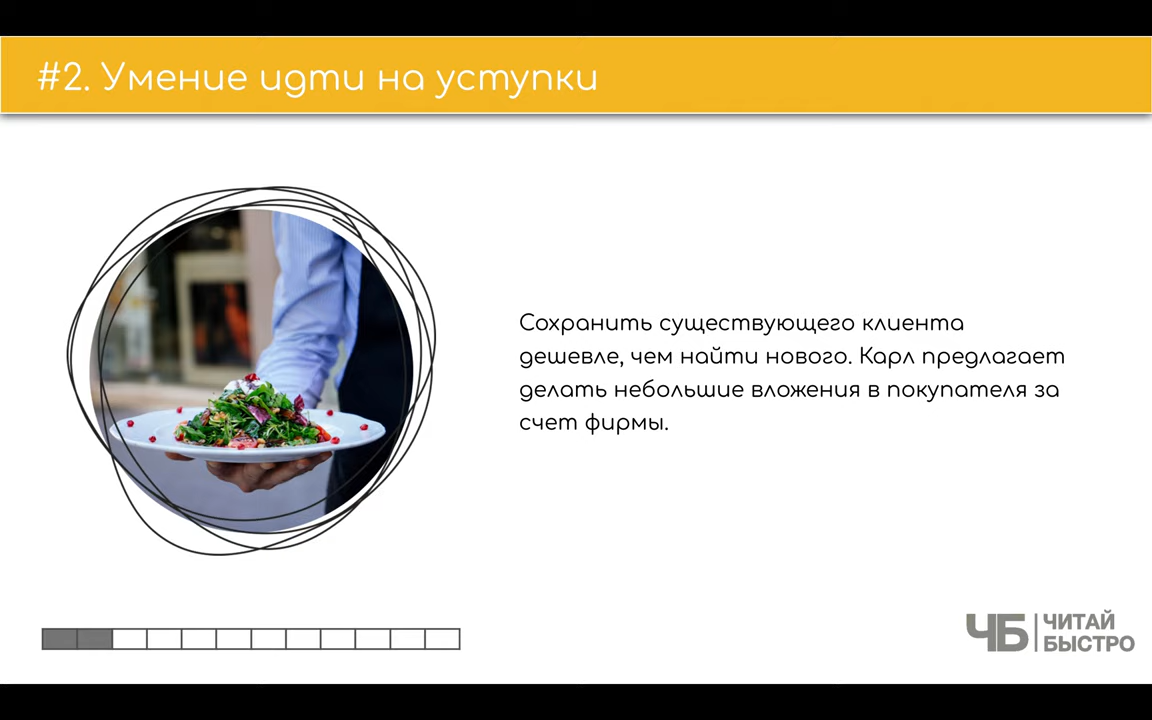 #2. Умение идти на уступки
Сохранить существующего клиента
дешевле, чем найти нового. Карл предлагает
делать небольшие вложения в покупателя за
счет фирмы.
ЧБ
ЧИТАЙ
БЫСТРО